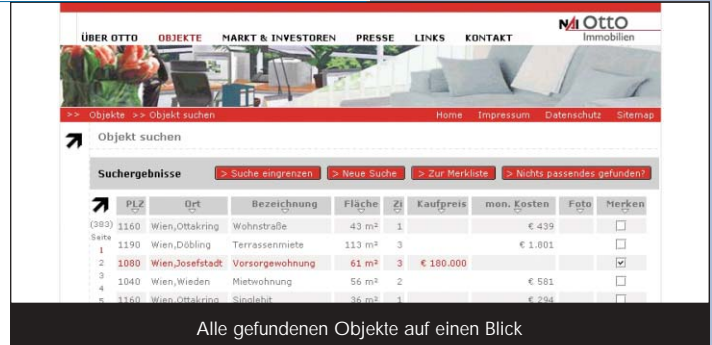 NAI OTTO
Immobilien
ÜBER OTTO OBJEKTE MARKT & INVESTOREN PRESSE LINKS KONTAKT
>> Objekte >> Objekt suchen Home Impressum Datenschutz Sitemap
Objekt suchen
Suchergebnisse > Suche eingrenzen > Neue Suche > Zur Merkliste > Nichts passendes gefunden?
PLZ Ort Bezeichnung Fläche Zi Kaufpreis mon. Kosten Foto Merken
(383) 1160 Wien,Ottakring Wohnstraße 43 m² 1 € 439
Seite
1 1190 Wien,Döbling Terrassenmiete 113 m² 3 € 1.801
2 1080 Wien,Josefstadt Vorsorgewohnung 61 m² 3 € 180.000
3
4 1040 Wien,Wieden Mietwohnung 56 m² 2 € 581
5 1160 Wien,Ottakring Singlehit 36 m² 1 € 294
Alle gefundenen Objekte auf einen Blick